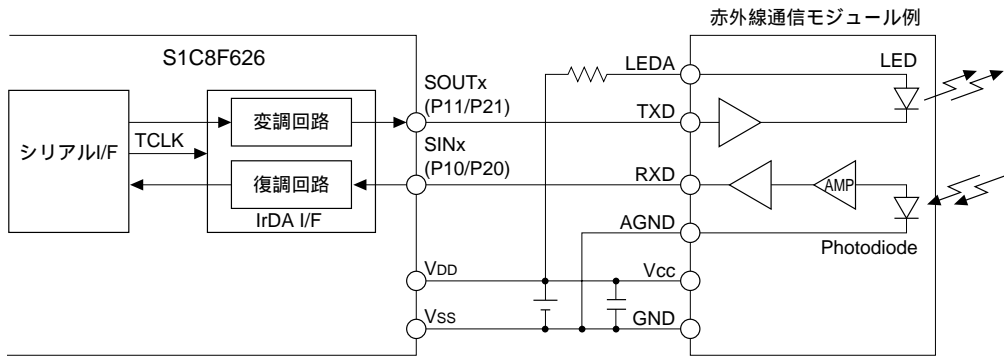 赤外線通信モジュール例
S1C8F626
シリアルI/F
TCLK
変調回路
復調回路
IrDA I/F
SOUTx
(P11/P21)
SINx
(P10/P20)
VDD
VSS
LEDA
TXD
RXD
AGND
Vcc
GND
LED
AMP
Photodiode